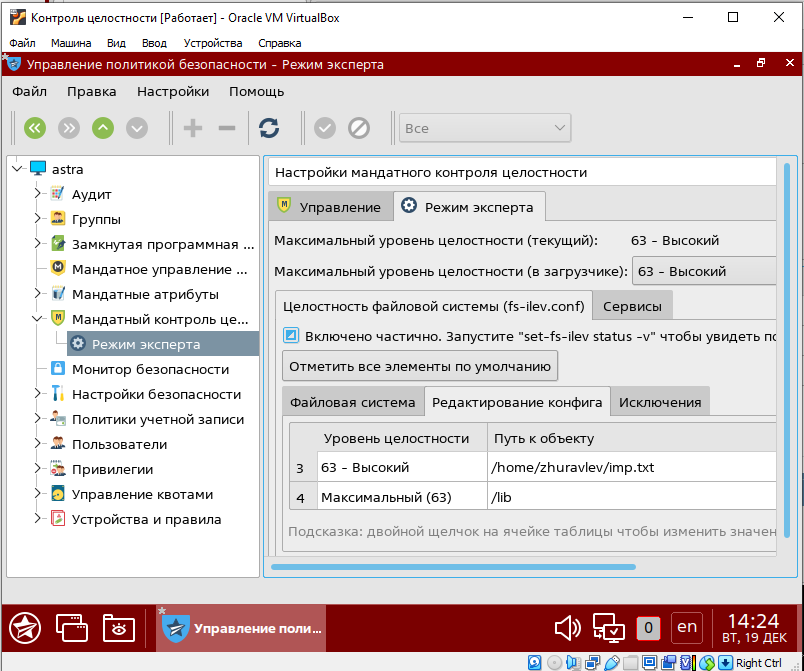 Контроль целостности [Работает] - Oracle VM VirtualBox
Файл Машина Вид Ввод Устройства Справка
Управление политикой безопасности - Режим эксперта
Файл Правка Настройки Помощь
Все
astra
Аудит
Группы
Замкнутая программная ...
Мандатное управление ...
Мандатные атрибуты
Мандатный контроль це...
Режим эксперта
Монитор безопасности
Настройки безопасности
Политики учетной записи
Пользователи
Привилегии
Управление квотами
Устройства и правила
Настройки мандатного контроля целостности
Управление Режим эксперта
Максимальный уровень целостности (текущий): 63 - Высокий
Максимальный уровень целостности (в загрузчике): 63 - Высокий
Целостность файловой системы (fs-ilev.conf) Сервисы
Включено частично. Запустите "set-fs-ilev status -v" чтобы увидеть по
Отметить все элементы по умолчанию
Файловая система Редактирование конфига Исключения
Уровень целостности Путь к объекту
3 63 - Высокий /home/zhuravlev/imp.txt
4 Максимальный (63) /lib
Подсказка: двойной щелчок на ячейке таблицы чтобы изменить значен
Управление поли...
0 en
14:24
ВТ, 19 ДЕК
Right Ctrl